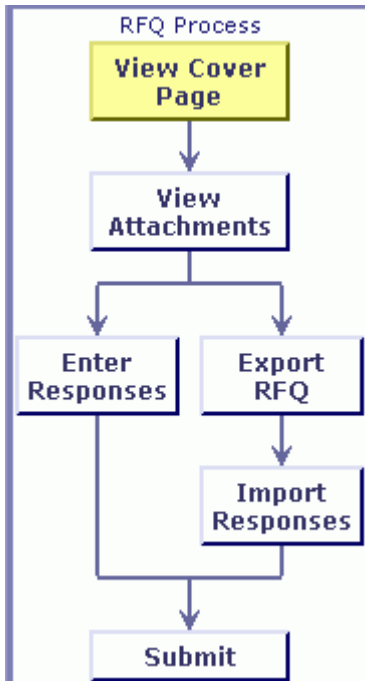 RFQ Process
View Cover
Page
View
Attachments
Enter
Responses
Export
RFQ
Import
Responses
Submit